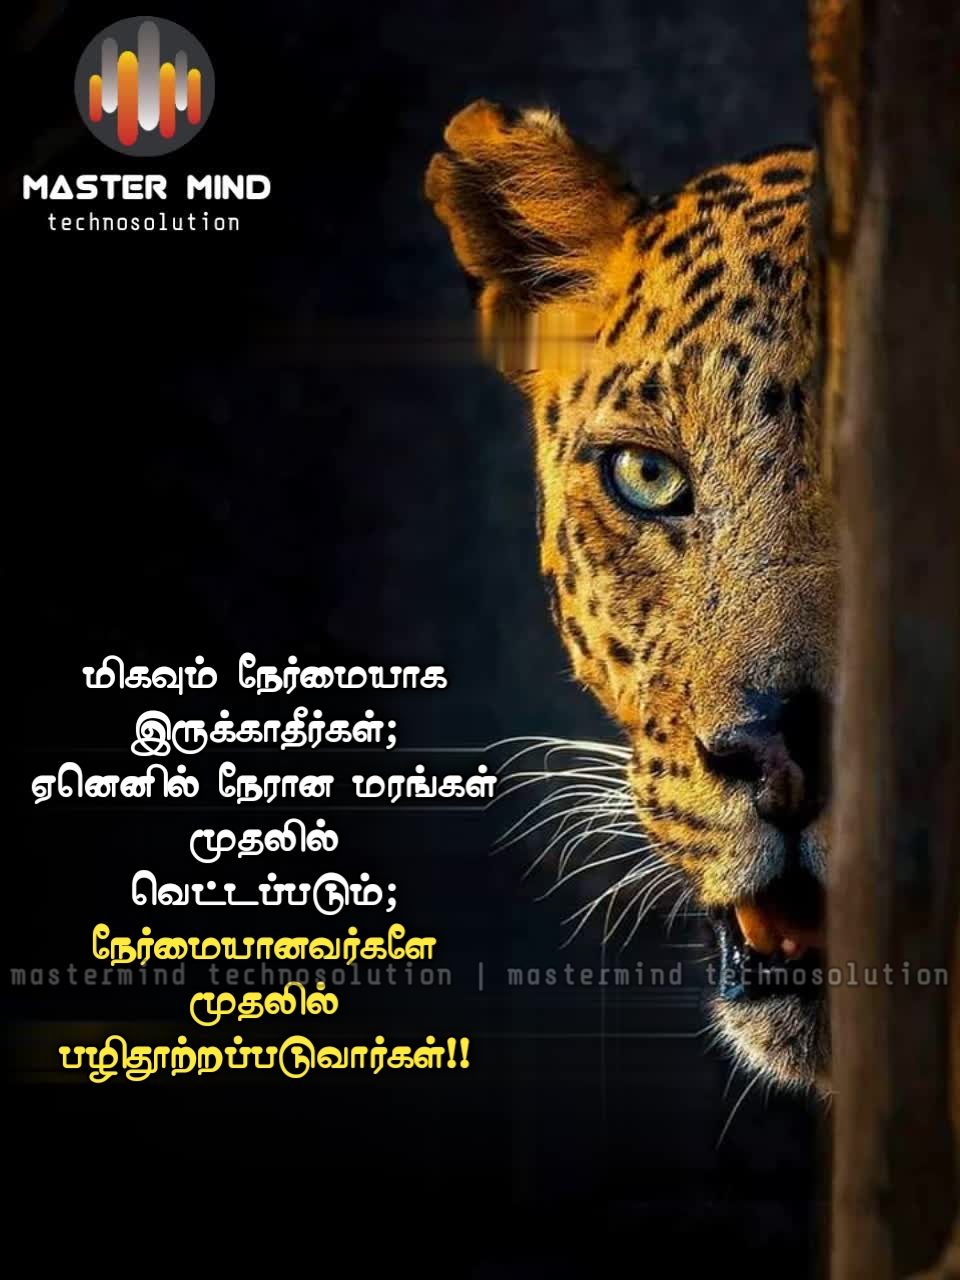 MASTER MIND
technosolution
மிகவும் நேர்மையாக
இருக்காதீர்கள்;
ஏனெனில் நேரான மரங்கள்
முதலில்
வெட்டப்படும்;
நேர்மையானவர்களே
mastermind technosolution | mastermind technosolution
முதலில்
பழிதூற்றப்படுவார்கள்!!